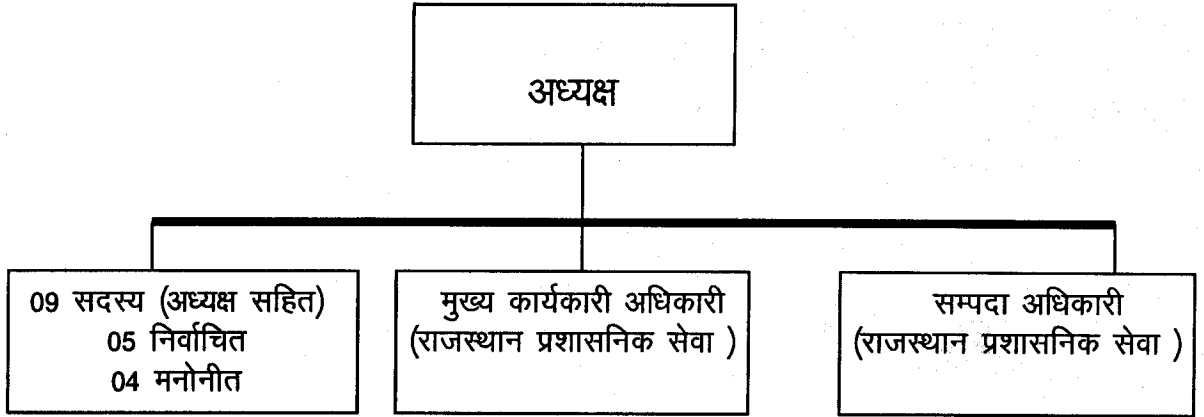 अध्यक्ष
09 सदस्य (अध्यक्ष सहित)
05 निर्वाचित
04 मनोनीत
मुख्य कार्यकारी अधिकारी
(राजस्थान प्रशासनिक सेवा )
सम्पदा अधिकारी
(राजस्थान प्रशासनिक सेवा )